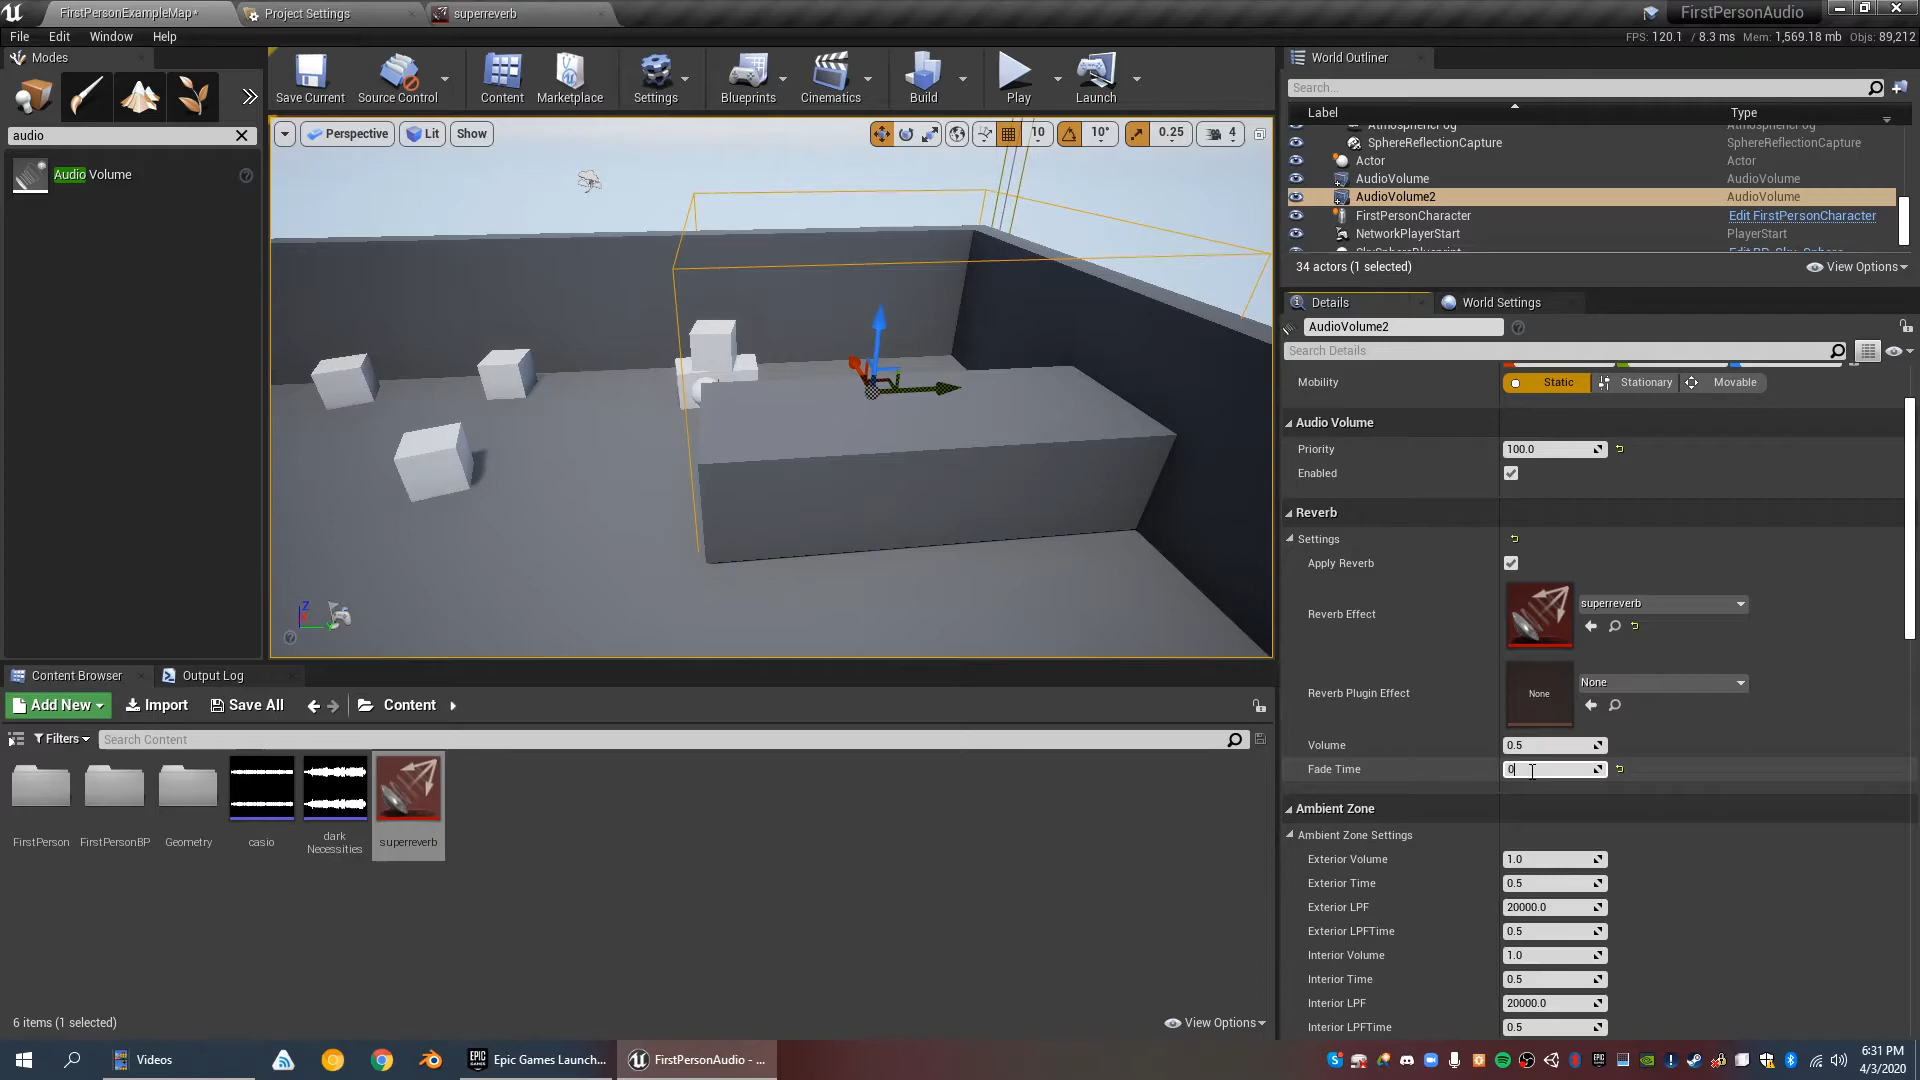 FirstPersonExampleMap*
Project Settings
superreverb
FirstPersonAudio
File
Edit
Window
Help
FPS: 120.1 / 8.3 ms
Mem: 1,569.18 mb
Objs: 89,212
Modes
audio
Audio Volume
Save Current
Source Control
Content
Marketplace
Settings
Blueprints
Cinematics
Build
Play
Launch
Perspective
Lit
Show
10
10°
0.25
4
Z
World Outliner
Search...
Label
Type
AtmosphericFog
SphereReflectionCapture
SphereReflectionCapture
Actor
Actor
AudioVolume
AudioVolume
AudioVolume2
AudioVolume
FirstPersonCharacter
Edit FirstPersonCharacter
NetworkPlayerStart
PlayerStart
34 actors (1 selected)
View Options
Details
World Settings
AudioVolume2
Search Details
Mobility
Static
Stationary
Movable
Audio Volume
Priority
100.0
Enabled
Reverb
Settings
Apply Reverb
Reverb Effect
superreverb
Reverb Plugin Effect
None
None
Volume
0.5
Fade Time
0
Ambient Zone
Ambient Zone Settings
Exterior Volume
1.0
Exterior Time
0.5
Exterior LPF
20000.0
Exterior LPFTime
0.5
Interior Volume
1.0
Interior Time
0.5
Interior LPF
20000.0
Interior LPFTime
0.5
Content Browser
Output Log
Add New
Import
Save All
Content
Filters
Search Content
FirstPerson
FirstPersonBP
Geometry
casio
dark
Necessities
superreverb
6 items (1 selected)
View Options
Videos
EPIC
GAMES
Epic Games Launch...
FirstPersonAudio - ...
6:31 PM
4/3/2020